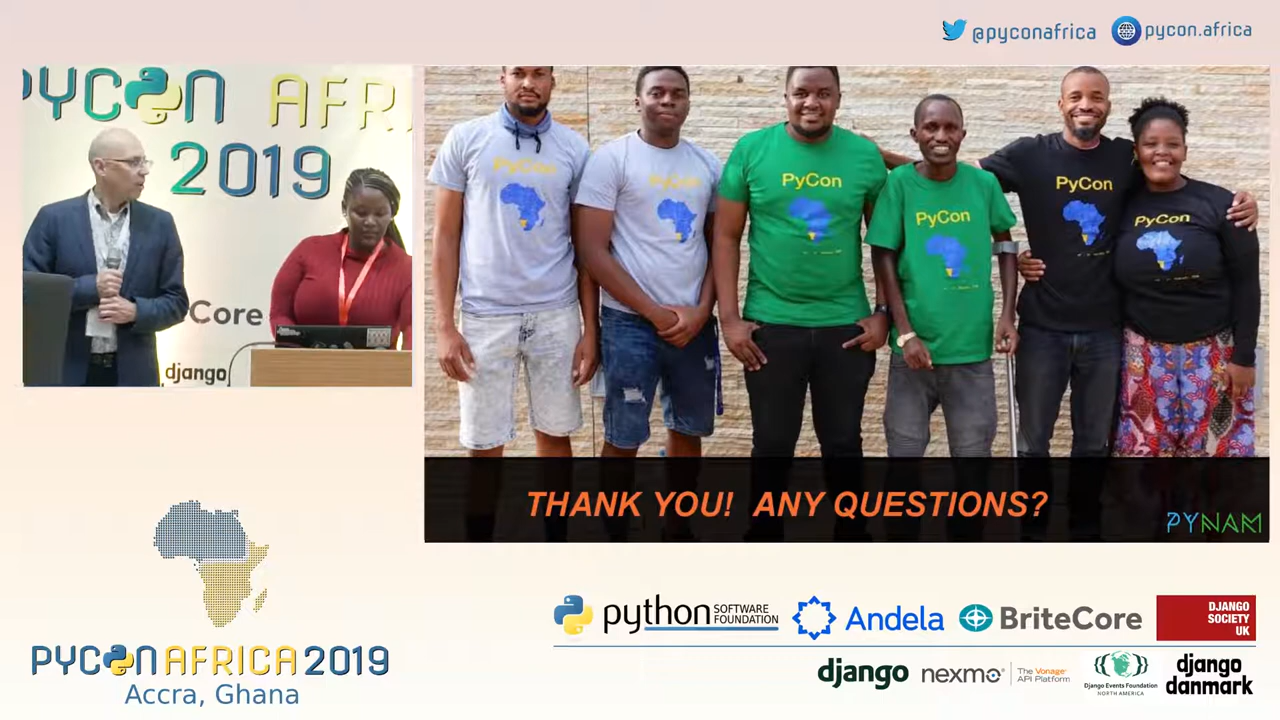 @pyconafrica
pycon.africa
PYCON AFR
2019
Core
django
PyCon
PyCon
PyCon
PyCon
PyCon
PyCon
THANK YOU! ANY QUESTIONS?
PYNAM
PYCON AFRICA 2019
Accra, Ghana
python SOFTWARE
FOUNDATION
Andela
BriteCore
DJANGO
SOCIETY
UK
django
nexmo
The Vonage
API Platform
Django Events Foundation
NORTH AMERICA
django
danmark